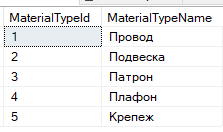 MaterialTypeId MaterialTypeName
1 Провод
2 Подвеска
3 Патрон
4 Плафон
5 Крепеж